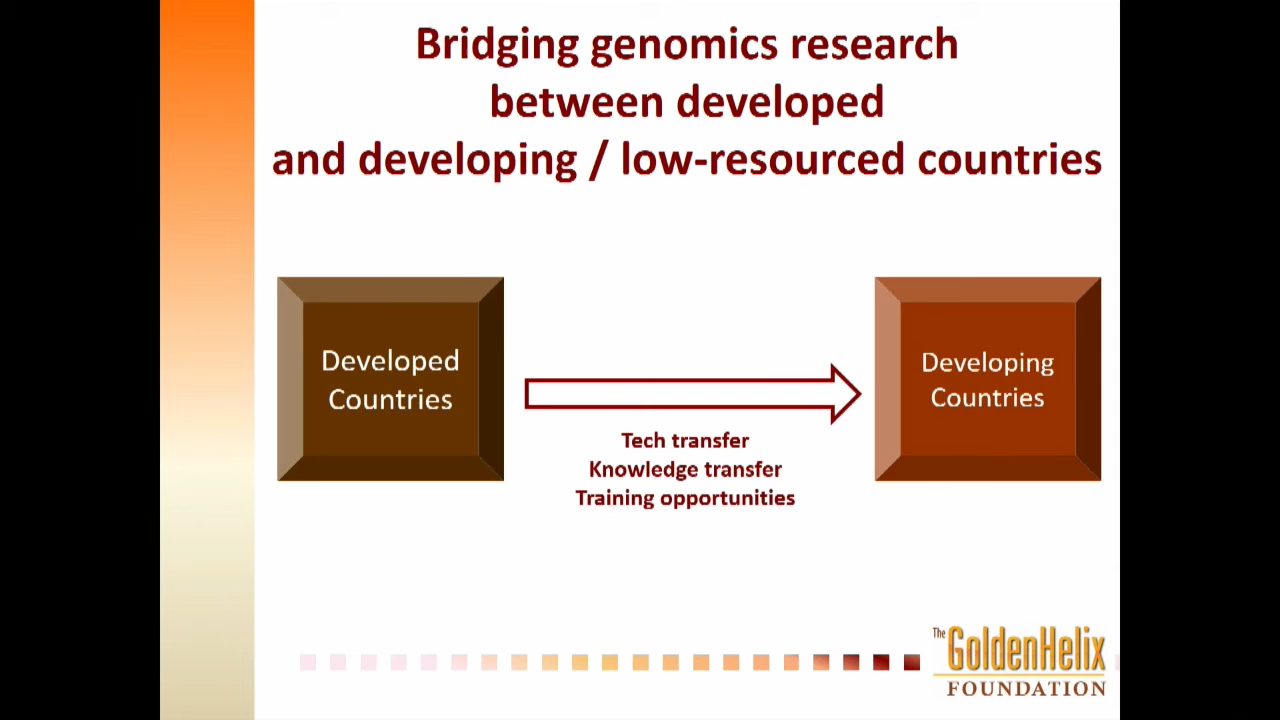 Bridging genomics research
between developed
and developing / low-resourced countries
Developed
Countries
Tech transfer
Knowledge transfer
Training opportunities
Developing
Countries
The GoldenHelix
FOUNDATION